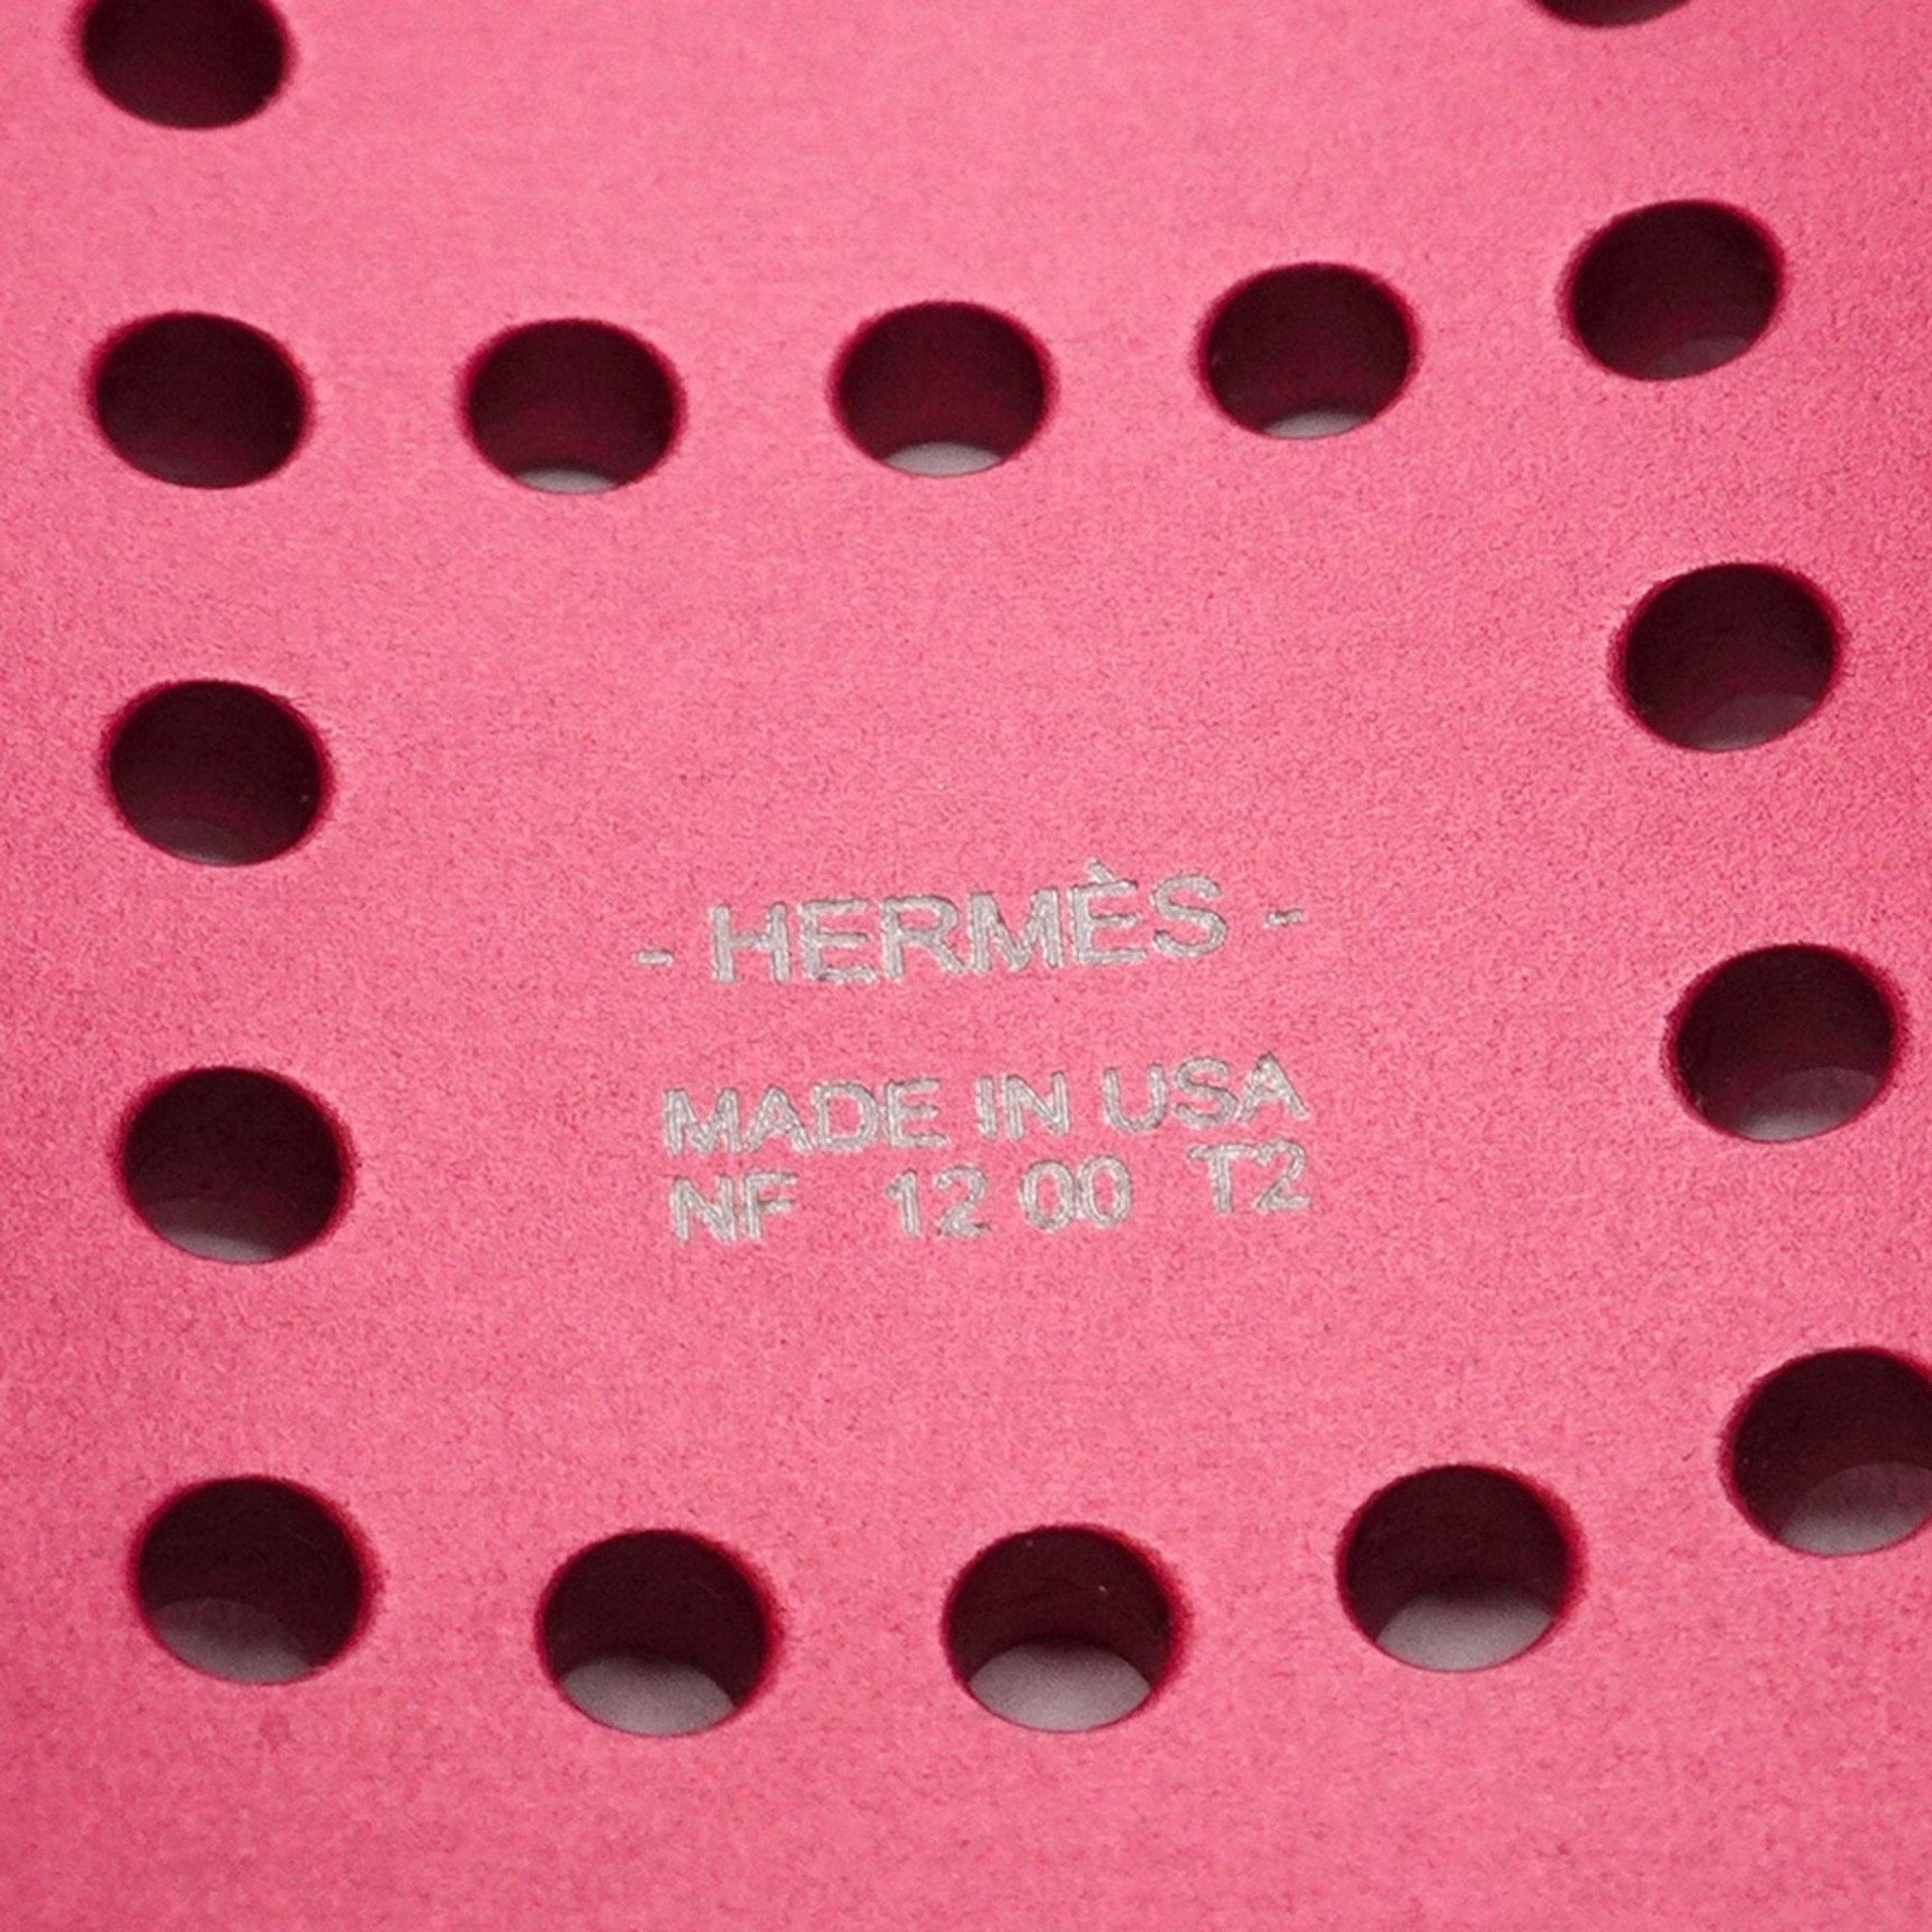 - HERMÈS -
MADE IN USA
NF 12 00 T2